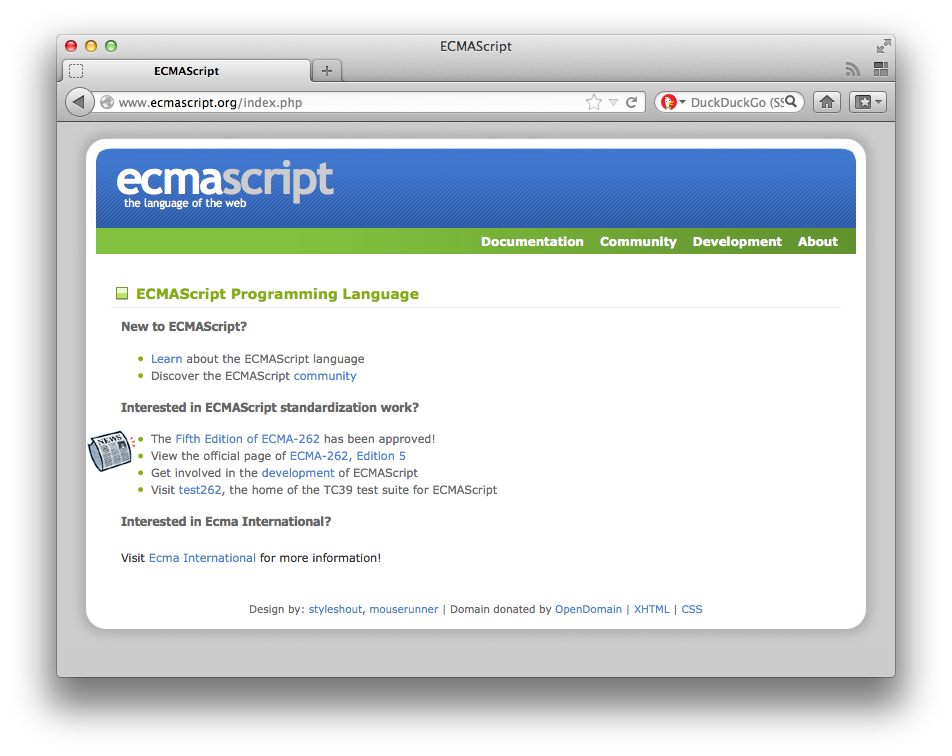 ECMAScript
ECMAScript
www.ecmascript.org/index.php
DuckDuckGo (SS
ecmascript
the language of the web
Documentation Community Development About
ECMAScript Programming Language
New to ECMAScript?
Learn about the ECMAScript language
Discover the ECMAScript community
Interested in ECMAScript standardization work?
NEWS
The Fifth Edition of ECMA-262 has been approved!
View the official page of ECMA-262, Edition 5
Get involved in the development of ECMAScript
Visit test262, the home of the TC39 test suite for ECMAScript
Interested in Ecma International?
Visit Ecma International for more information!
Design by: styleshout, mouserunner | Domain donated by OpenDomain | XHTML | CSS